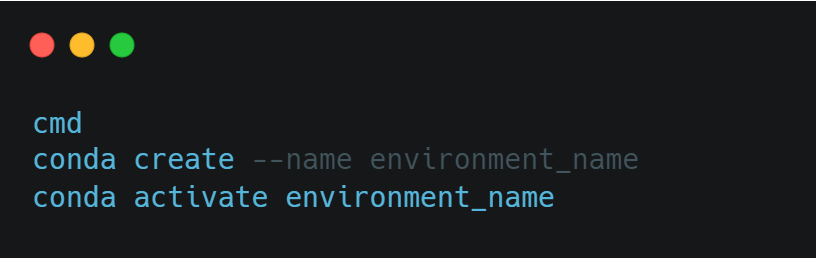 cmd
conda create --name environment_name
conda activate environment_name